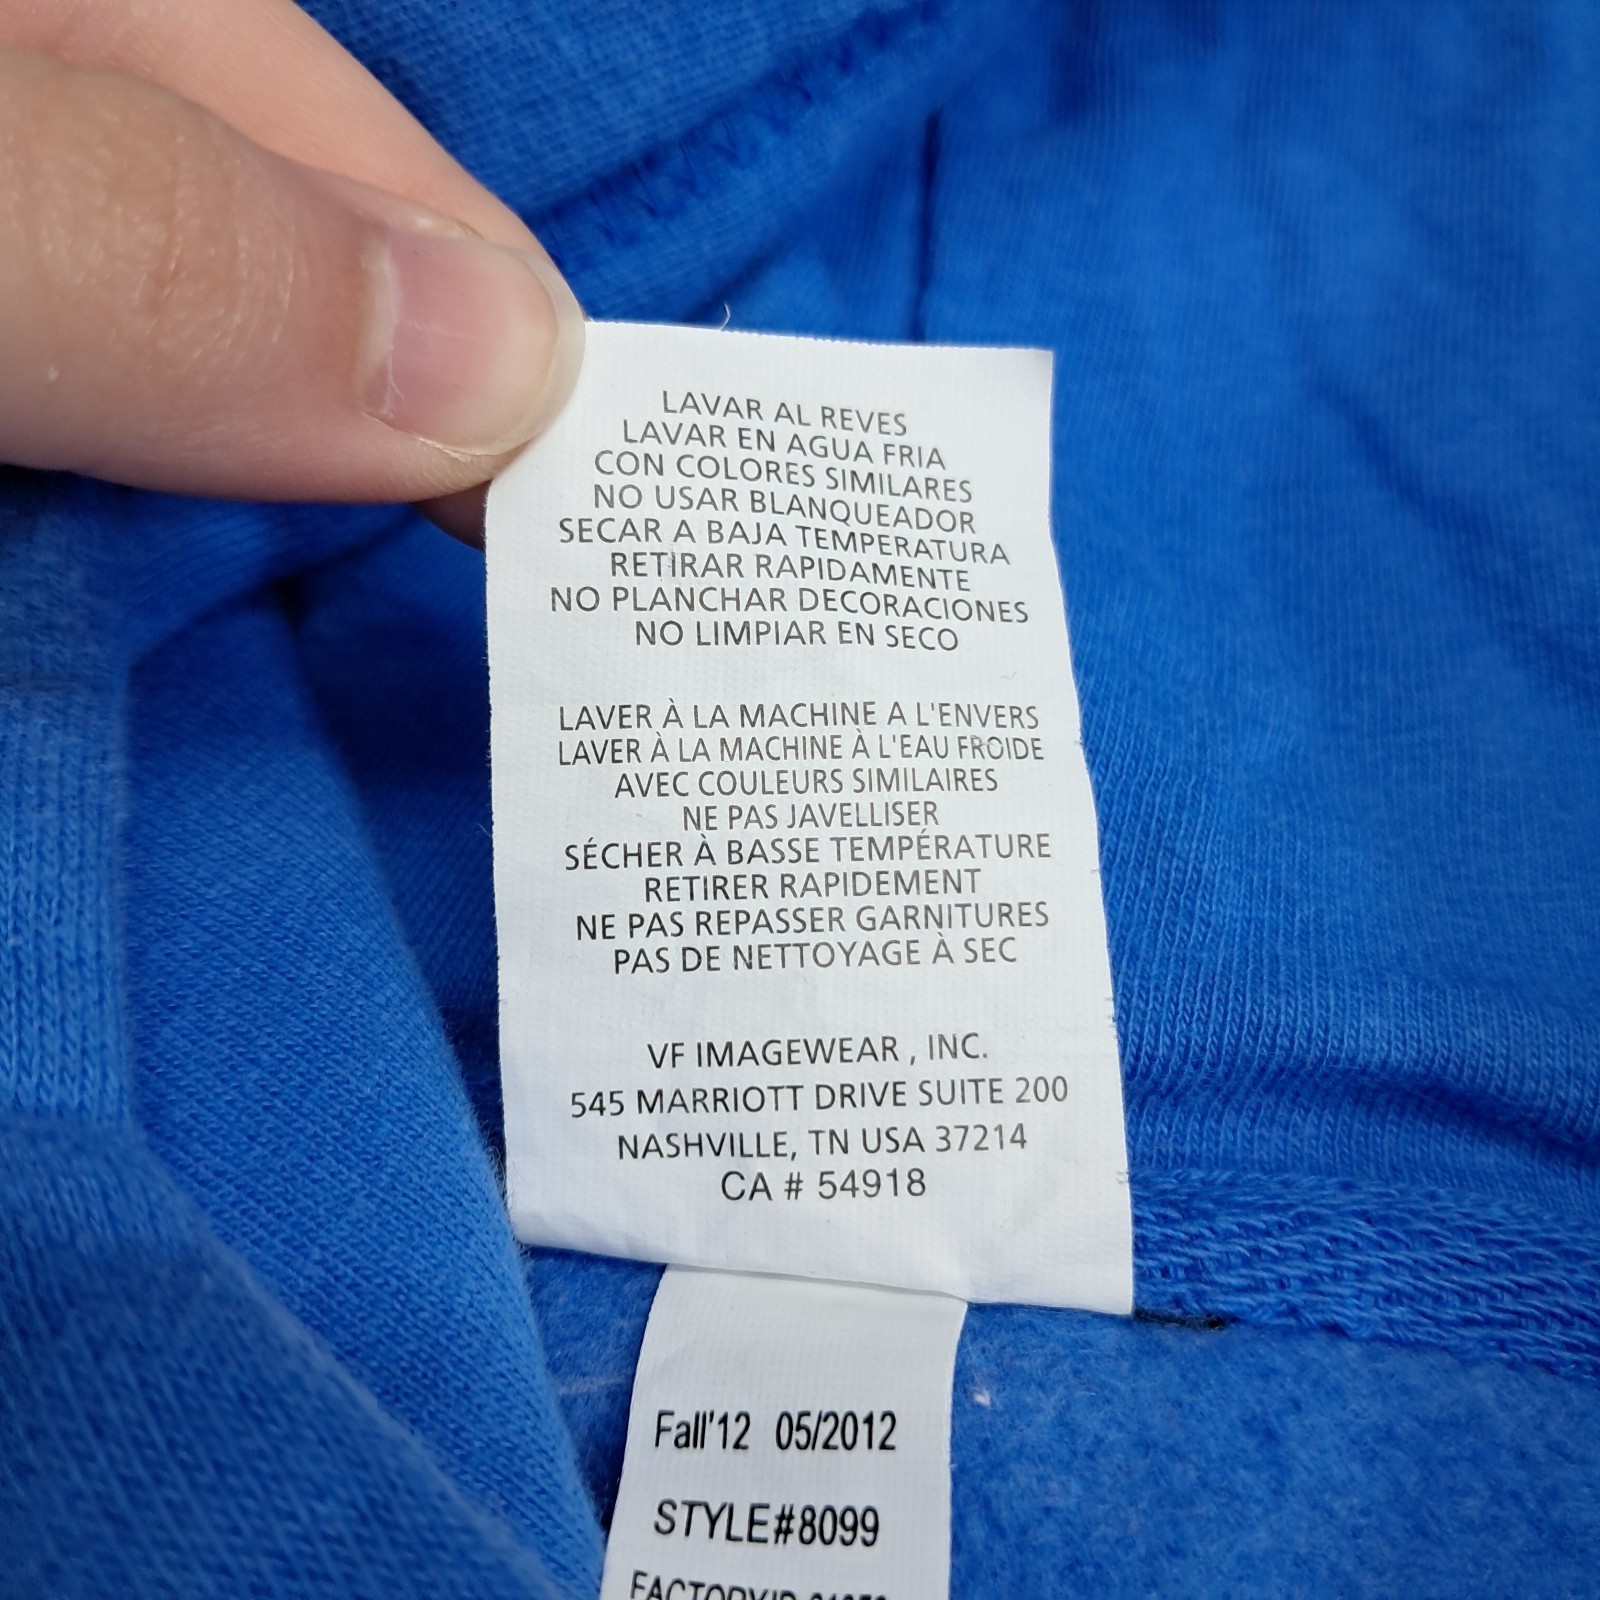 LAVAR AL REVES
LAVAR EN AGUA FRIA
CON COLORES SIMILARES
NO USAR BLANQUEADOR
SECAR A BAJA TEMPERATURA
RETIRAR RAPIDAMENTE
NO PLANCHAR DECORACIONES
NO LIMPIAR EN SECO
LAVER À LA MACHINE A L'ENVERS
LAVER À LA MACHINE À L'EAU FROIDE
AVEC COULEURS SIMILAIRES
NE PAS JAVELLISER
SÉCHER À BASSE TEMPÉRATURE
RETIRER RAPIDEMENT
NE PAS REPASSER GARNITURES
PAS DE NETTOYAGE À SEC
VF IMAGEWEAR , INC.
545 MARRIOTT DRIVE SUITE 200
NASHVILLE, TN USA 37214
CA # 54918
Fall'12 05/2012
STYLE#8099